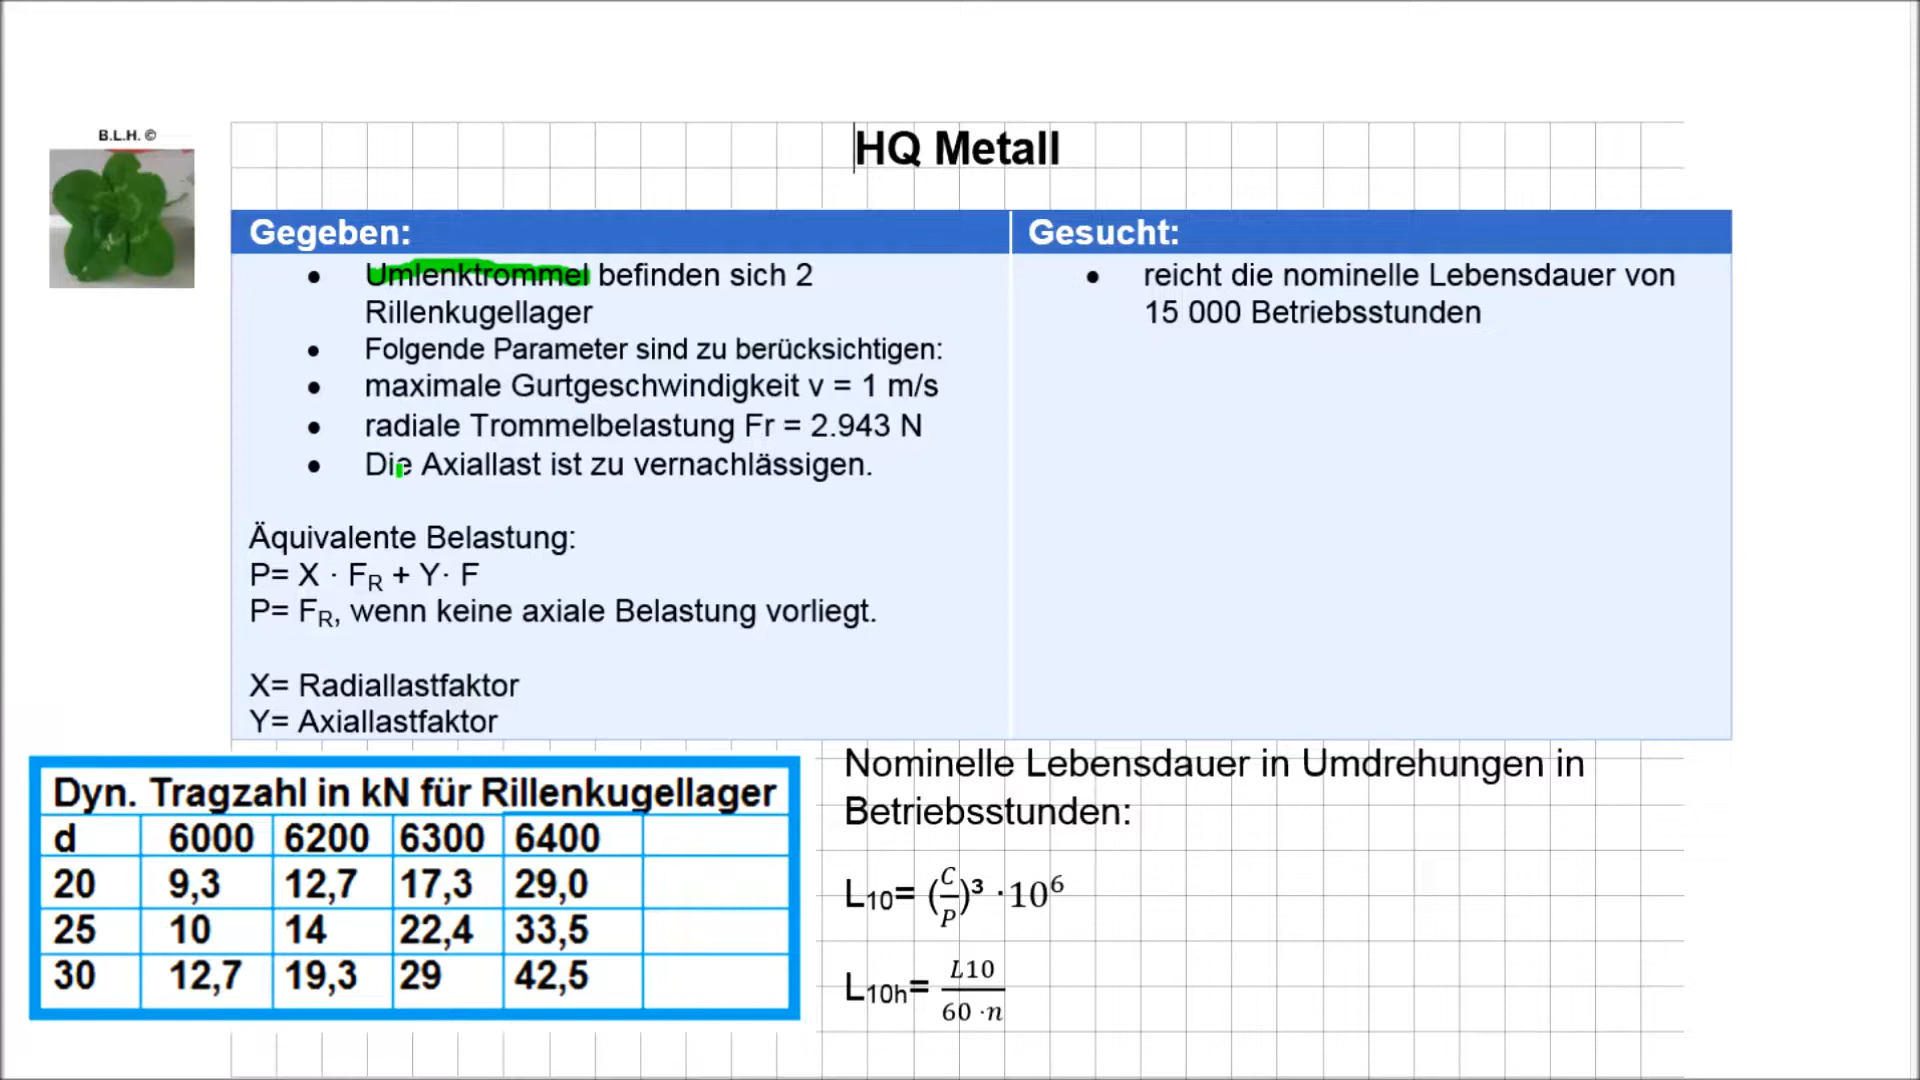 B.L.H. ©
HQ Metall
Gegeben:
Gesucht:
• Umlenktrommel befinden sich 2
Rillenkugellager
• Folgende Parameter sind zu berücksichtigen:
• maximale Gurtgeschwindigkeit v = 1 m/s
• radiale Trommelbelastung Fr = 2.943 N
• Die Axiallast ist zu vernachlässigen.
Äquivalente Belastung:
P= X · FR + Y· F
P= FR, wenn keine axiale Belastung vorliegt.
X= Radiallastfaktor
Y= Axiallastfaktor
• reicht die nominelle Lebensdauer von
15 000 Betriebsstunden
Dyn. Tragzahl in kN für Rillenkugellager
d 6000 6200 6300 6400
20 9,3 12,7 17,3 29,0
25 10 14 22,4 33,5
30 12,7 19,3 29 42,5
Nominelle Lebensdauer in Umdrehungen in
Betriebsstunden:
L10= (C/P)³ ·10⁶
L10h= L10/60 ·n